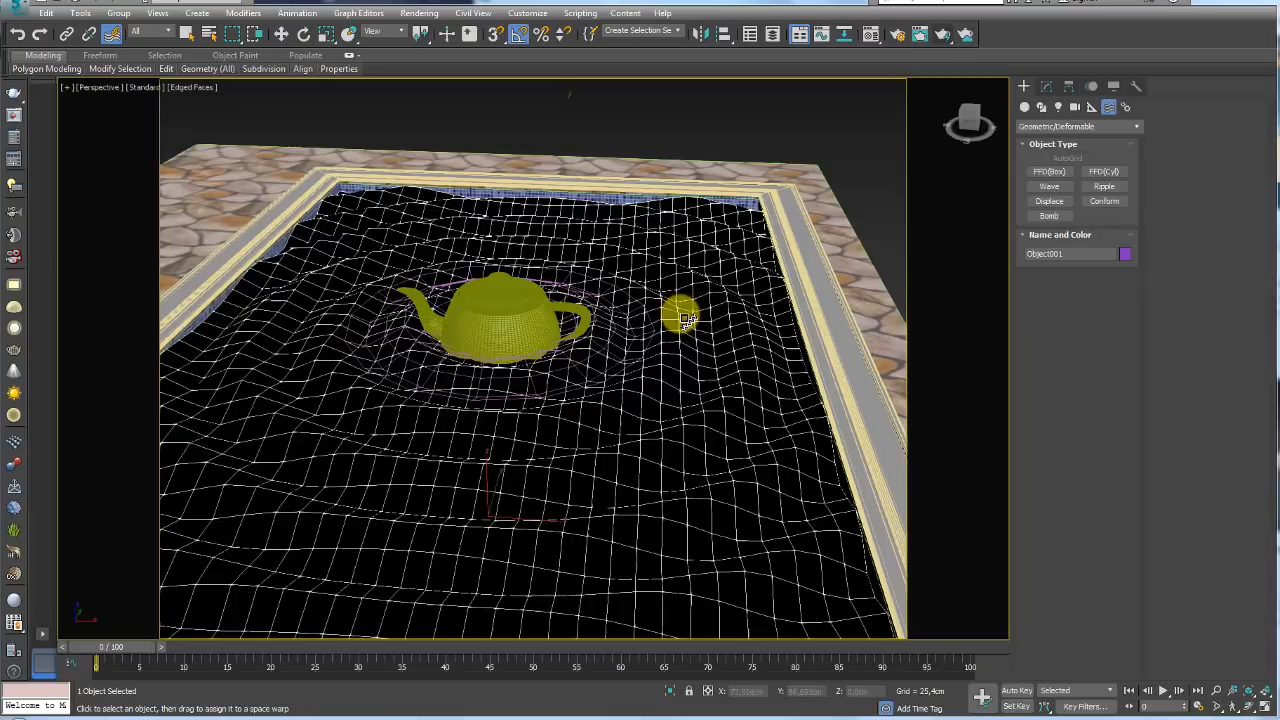 Edit Tools Group Views Create Modifiers Animation Graph Editors Rendering Civil View Customize Scripting Content Help
All View Create Selection Se
Modeling Freeform Selection Object Paint Populate
Polygon Modeling Modify Selection Edit Geometry (All) Subdivision Align Properties
[ + ] [Perspective ] [Standard ] [Edged Faces ]
Geometric/Deformable
Object Type
AutoGrid
FFD(Box) FFD(Cyl)
Wave Ripple
Displace Conform
Bomb
Name and Color
Object001
0 / 100
0 5 10 15 20 25 30 35 40 45 50 55 60 65 70 75 80 85 90 95 100
1 Object Selected X: Y: Z: 0,0cm Grid = 25,4cm Auto Key Selected
Welcome to M Click to select an object, then drag to assign it to a space warp Add Time Tag Set Key Key Filters... 0